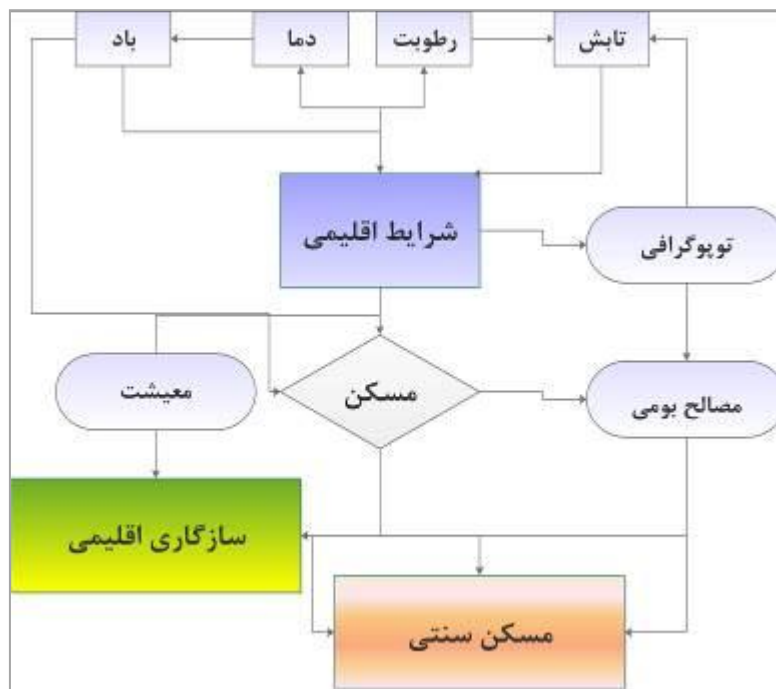 تابش
رطوبت
دما
باد
شرایط اقلیمی
توپوگرافی
معیشت
مسکن
مصالح بومی
سازگاری اقلیمی
مسکن سنتی